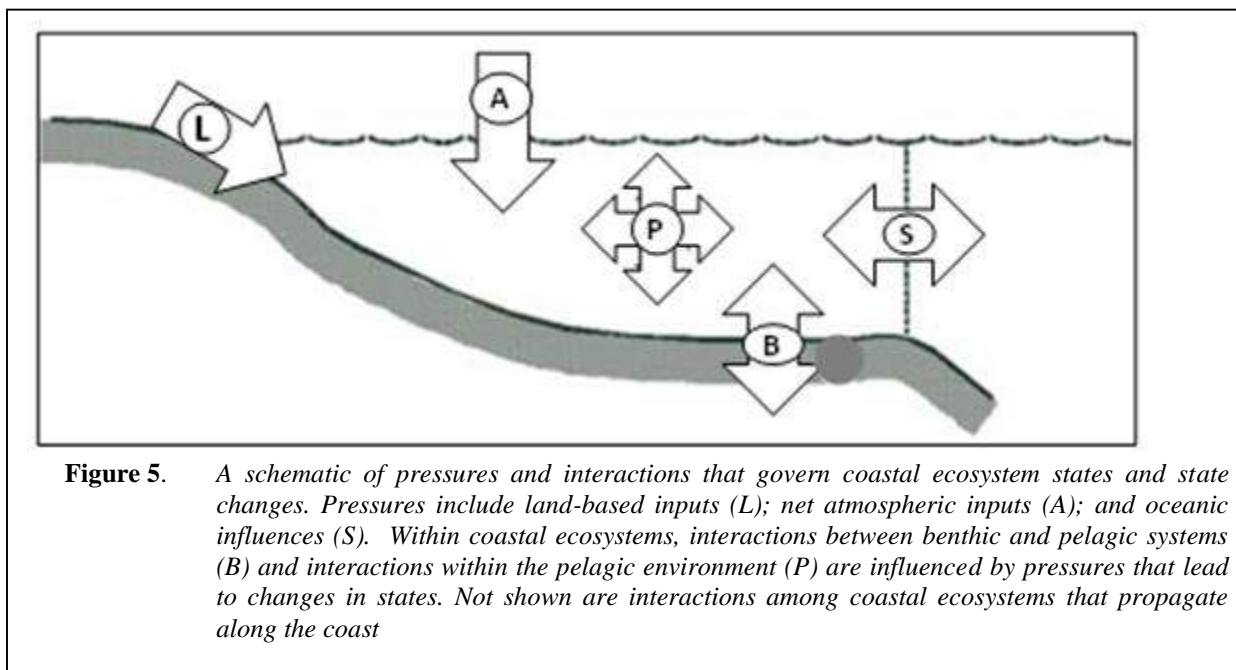 A
L
P
S
B
Figure 5. A schematic of pressures and interactions that govern coastal ecosystem states and state
changes. Pressures include land-based inputs (L); net atmospheric inputs (A); and oceanic
influences (S). Within coastal ecosystems, interactions between benthic and pelagic systems
(B) and interactions within the pelagic environment (P) are influenced by pressures that lead
to changes in states. Not shown are interactions among coastal ecosystems that propagate
along the coast